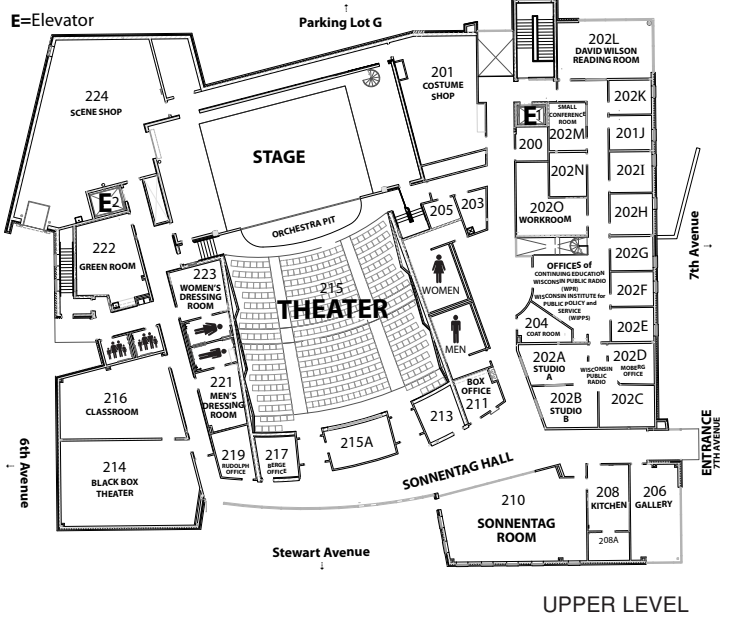 E=Elevator
↑
Parking Lot G
202L
DAVID WILSON
READING ROOM
224
SCENE SHOP
201
COSTUME
SHOP
202K
E1
SMALL
CONFERENCE
ROOM
202M
201J
200
STAGE
202N
202I
E2
202O
WORKROOM
202H
205
203
ORCHESTRA PIT
7th Avenue
↓
222
GREEN ROOM
202G
OFFICES of
CONTINUING EDUCATION
WISCONSIN PUBLIC RADIO
(WPR)
WISCONSIN INSTITUTE for
PUBLIC POLICY and
SERVICE
(WIPPS)
223
WOMEN'S
DRESSING
ROOM
215
THEATER
WOMEN
202F
204
COAT ROOM
202E
MEN
202A
STUDIO
A
WISCONSIN
PUBLIC
RADIO
202D
MOBERG
OFFICE
221
MEN'S
DRESSING
ROOM
216
CLASSROOM
BOX
OFFICE
211
202B
STUDIO
B
202C
213
215A
ENTRANCE
7TH AVENUE
6th Avenue
↓
214
BLACK BOX
THEATER
219
RUDOLPH
OFFICE
217
BERGE
OFFICE
SONNENTAG HALL
210
SONNENTAG
ROOM
208
KITCHEN
206
GALLERY
208A
Stewart Avenue
↓
UPPER LEVEL